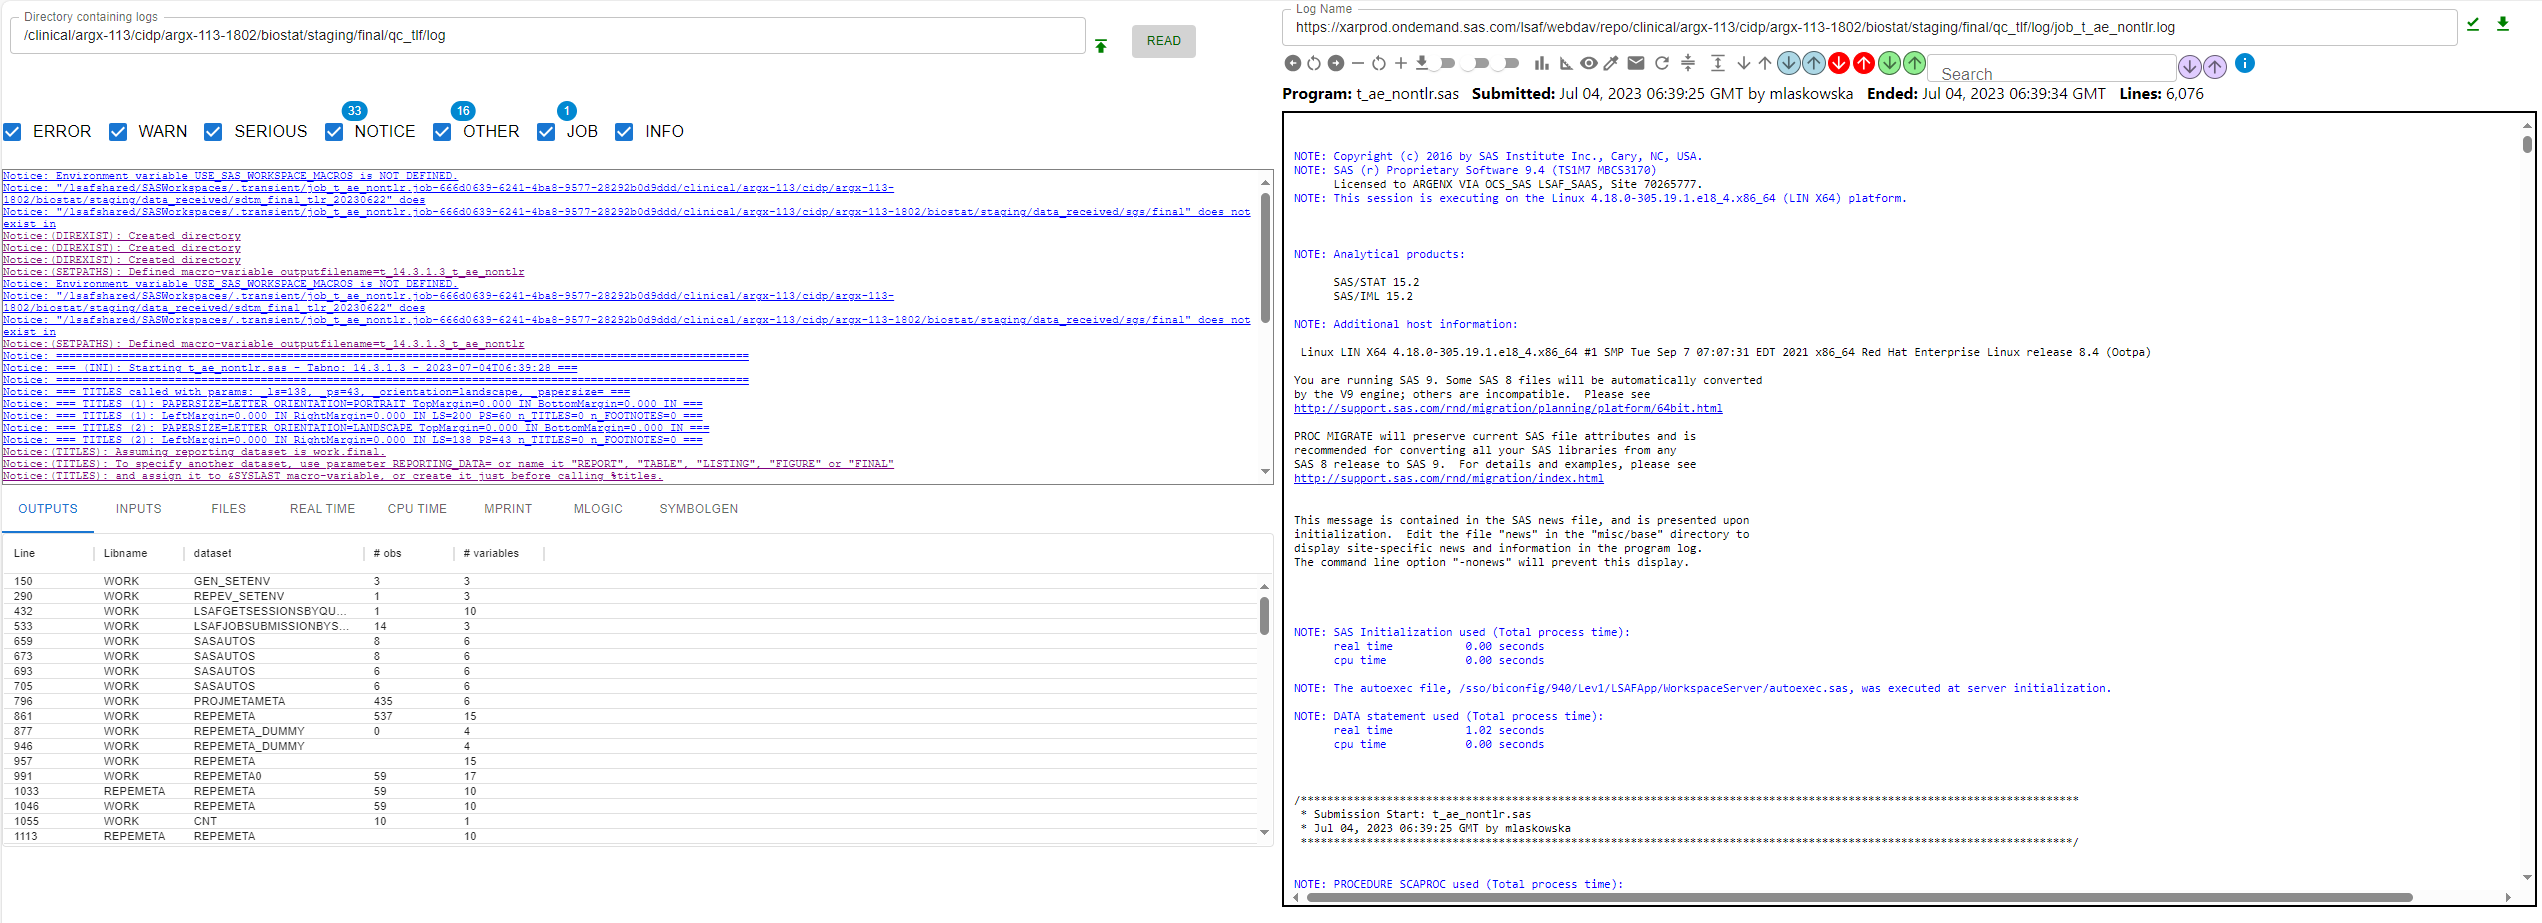 Directory containing logs
/clinical/argx-113/cidp/argx-113-1802/biostat/staging/final/qc_tlf/log
READ
33
16
1
ERROR
WARN
SERIOUS
NOTICE
OTHER
JOB
INFO
Notice: Environment variable USE_SAS_WORKSPACE_MACROS is NOT DEFINED.
Notice: "/lsafshared/SASWorkspaces/.transient/job_t_ae_nontlr.job-666d0639-6241-4ba8-9577-28292b0d9ddd/clinical/argx-113/cidp/argx-113-
1802/biostat/staging/data_received/sdtm_final_tlr_20230622" does
Notice: "/lsafshared/SASWorkspaces/.transient/job_t_ae_nontlr.job-666d0639-6241-4ba8-9577-28292b0d9ddd/clinical/argx-113/cidp/argx-113-1802/biostat/staging/data_received/sgs/final" does not
exist in
Notice:(DIREXIST): Created directory
Notice:(DIREXIST): Created directory
Notice:(DIREXIST): Created directory
Notice:(SETPATHS): Defined macro-variable outputfilename=t_14.3.1.3_t_ae_nontlr
Notice: Environment variable USE_SAS_WORKSPACE_MACROS is NOT DEFINED.
Notice: "/lsafshared/SASWorkspaces/.transient/job_t_ae_nontlr.job-666d0639-6241-4ba8-9577-28292b0d9ddd/clinical/argx-113/cidp/argx-113-
1802/biostat/staging/data_received/sdtm_final_tlr_20230622" does
Notice: "/lsafshared/SASWorkspaces/.transient/job_t_ae_nontlr.job-666d0639-6241-4ba8-9577-28292b0d9ddd/clinical/argx-113/cidp/argx-113-1802/biostat/staging/data_received/sgs/final" does not
exist in
Notice:(SETPATHS): Defined macro-variable outputfilename=t_14.3.1.3_t_ae_nontlr
Notice: =========================================================================================================
Notice: === (INI): Starting t_ae_nontlr.sas - Tabno: 14.3.1.3 - 2023-07-04T06:39:28 ===
Notice: =========================================================================================================
Notice: === TITLES called with params: _ls=138, _ps=43, _orientation=landscape, _papersize= ===
Notice: === TITLES (1): PAPERSIZE=LETTER ORIENTATION=PORTRAIT TopMargin=0.000 IN BottomMargin=0.000 IN ===
Notice: === TITLES (1): LeftMargin=0.000 IN RightMargin=0.000 IN LS=200 PS=60 n_TITLES=0 n_FOOTNOTES=0 ===
Notice: === TITLES (2): PAPERSIZE=LETTER ORIENTATION=LANDSCAPE TopMargin=0.000 IN BottomMargin=0.000 IN ===
Notice: === TITLES (2): LeftMargin=0.000 IN RightMargin=0.000 IN LS=138 PS=43 n_TITLES=0 n_FOOTNOTES=0 ===
Notice:(TITLES): Assuming reporting dataset is work.final.
Notice:(TITLES): To specify another dataset, use parameter REPORTING_DATA= or name it "REPORT", "TABLE", "LISTING", "FIGURE" or "FINAL"
Notice:(TITLES): and assign it to &SYSLAST macro-variable, or create it just before calling %titles.
OUTPUTS INPUTS FILES REAL TIME CPU TIME MPRINT MLOGIC SYMBOLGEN
Line Libname dataset # obs # variables
150 WORK GEN_SETENV 3 3
290 WORK REPEV_SETENV 1 3
432 WORK LSAFGETSESSIONSBYQU... 1 10
533 WORK LSAFJOBSUBMISSIONBYS... 14 3
659 WORK SASAUTOS 8 6
673 WORK SASAUTOS 8 6
693 WORK SASAUTOS 6 6
705 WORK SASAUTOS 6 6
796 WORK PROJMETAMETA 435 6
861 WORK REPEMETA 537 15
877 WORK REPEMETA_DUMMY 0 4
946 WORK REPEMETA_DUMMY 4
957 WORK REPEMETA 15
991 WORK REPEMETA0 59 17
1033 REPEMETA REPEMETA 59 10
1046 WORK REPEMETA 59 10
1055 WORK CNT 10 1
1113 REPEMETA REPEMETA 10
Log Name
https://xarprod.ondemand.sas.com/lsaf/webdav/repo/clinical/argx-113/cidp/argx-113-1802/biostat/staging/final/qc_tlf/log/job_t_ae_nontlr.log
Search
Program: t_ae_nontlr.sas Submitted: Jul 04, 2023 06:39:25 GMT by mlaskowska Ended: Jul 04, 2023 06:39:34 GMT Lines: 6,076
NOTE: Copyright (c) 2016 by SAS Institute Inc., Cary, NC, USA.
NOTE: SAS (r) Proprietary Software 9.4 (TS1M7 MBCS3170)
Licensed to ARGENX VIA OCS_SAS LSAF_SAAS, Site 70265777.
NOTE: This session is executing on the Linux 4.18.0-305.19.1.el8_4.x86_64 (LIN X64) platform.
NOTE: Analytical products:
SAS/STAT 15.2
SAS/IML 15.2
NOTE: Additional host information:
Linux LIN X64 4.18.0-305.19.1.el8_4.x86_64 #1 SMP Tue Sep 7 07:07:31 EDT 2021 x86_64 Red Hat Enterprise Linux release 8.4 (Ootpa)
You are running SAS 9. Some SAS 8 files will be automatically converted
by the V9 engine; others are incompatible.  Please see
http://support.sas.com/rnd/migration/planning/platform/64bit.html
PROC MIGRATE will preserve current SAS file attributes and is
recommended for converting all your SAS libraries from any
SAS 8 release to SAS 9.  For details and examples, please see
http://support.sas.com/rnd/migration/index.html
This message is contained in the SAS news file, and is presented upon
initialization.  Edit the file "news" in the "misc/base" directory to
display site-specific news and information in the program log.
The command line option "-nonews" will prevent this display.
NOTE: SAS Initialization used (Total process time):
real time 0.00 seconds
cpu time 0.00 seconds
NOTE: The autoexec file, /sso/biconfig/940/Lev1/LSAFApp/WorkspaceServer/autoexec.sas, was executed at server initialization.
NOTE: DATA statement used (Total process time):
real time 1.02 seconds
cpu time 0.00 seconds
/**********************************************************************************************************************
* Submission Start: t_ae_nontlr.sas
* Jul 04, 2023 06:39:25 GMT by mlaskowska
**********************************************************************************************************************/
NOTE: PROCEDURE SCAPROC used (Total process time):